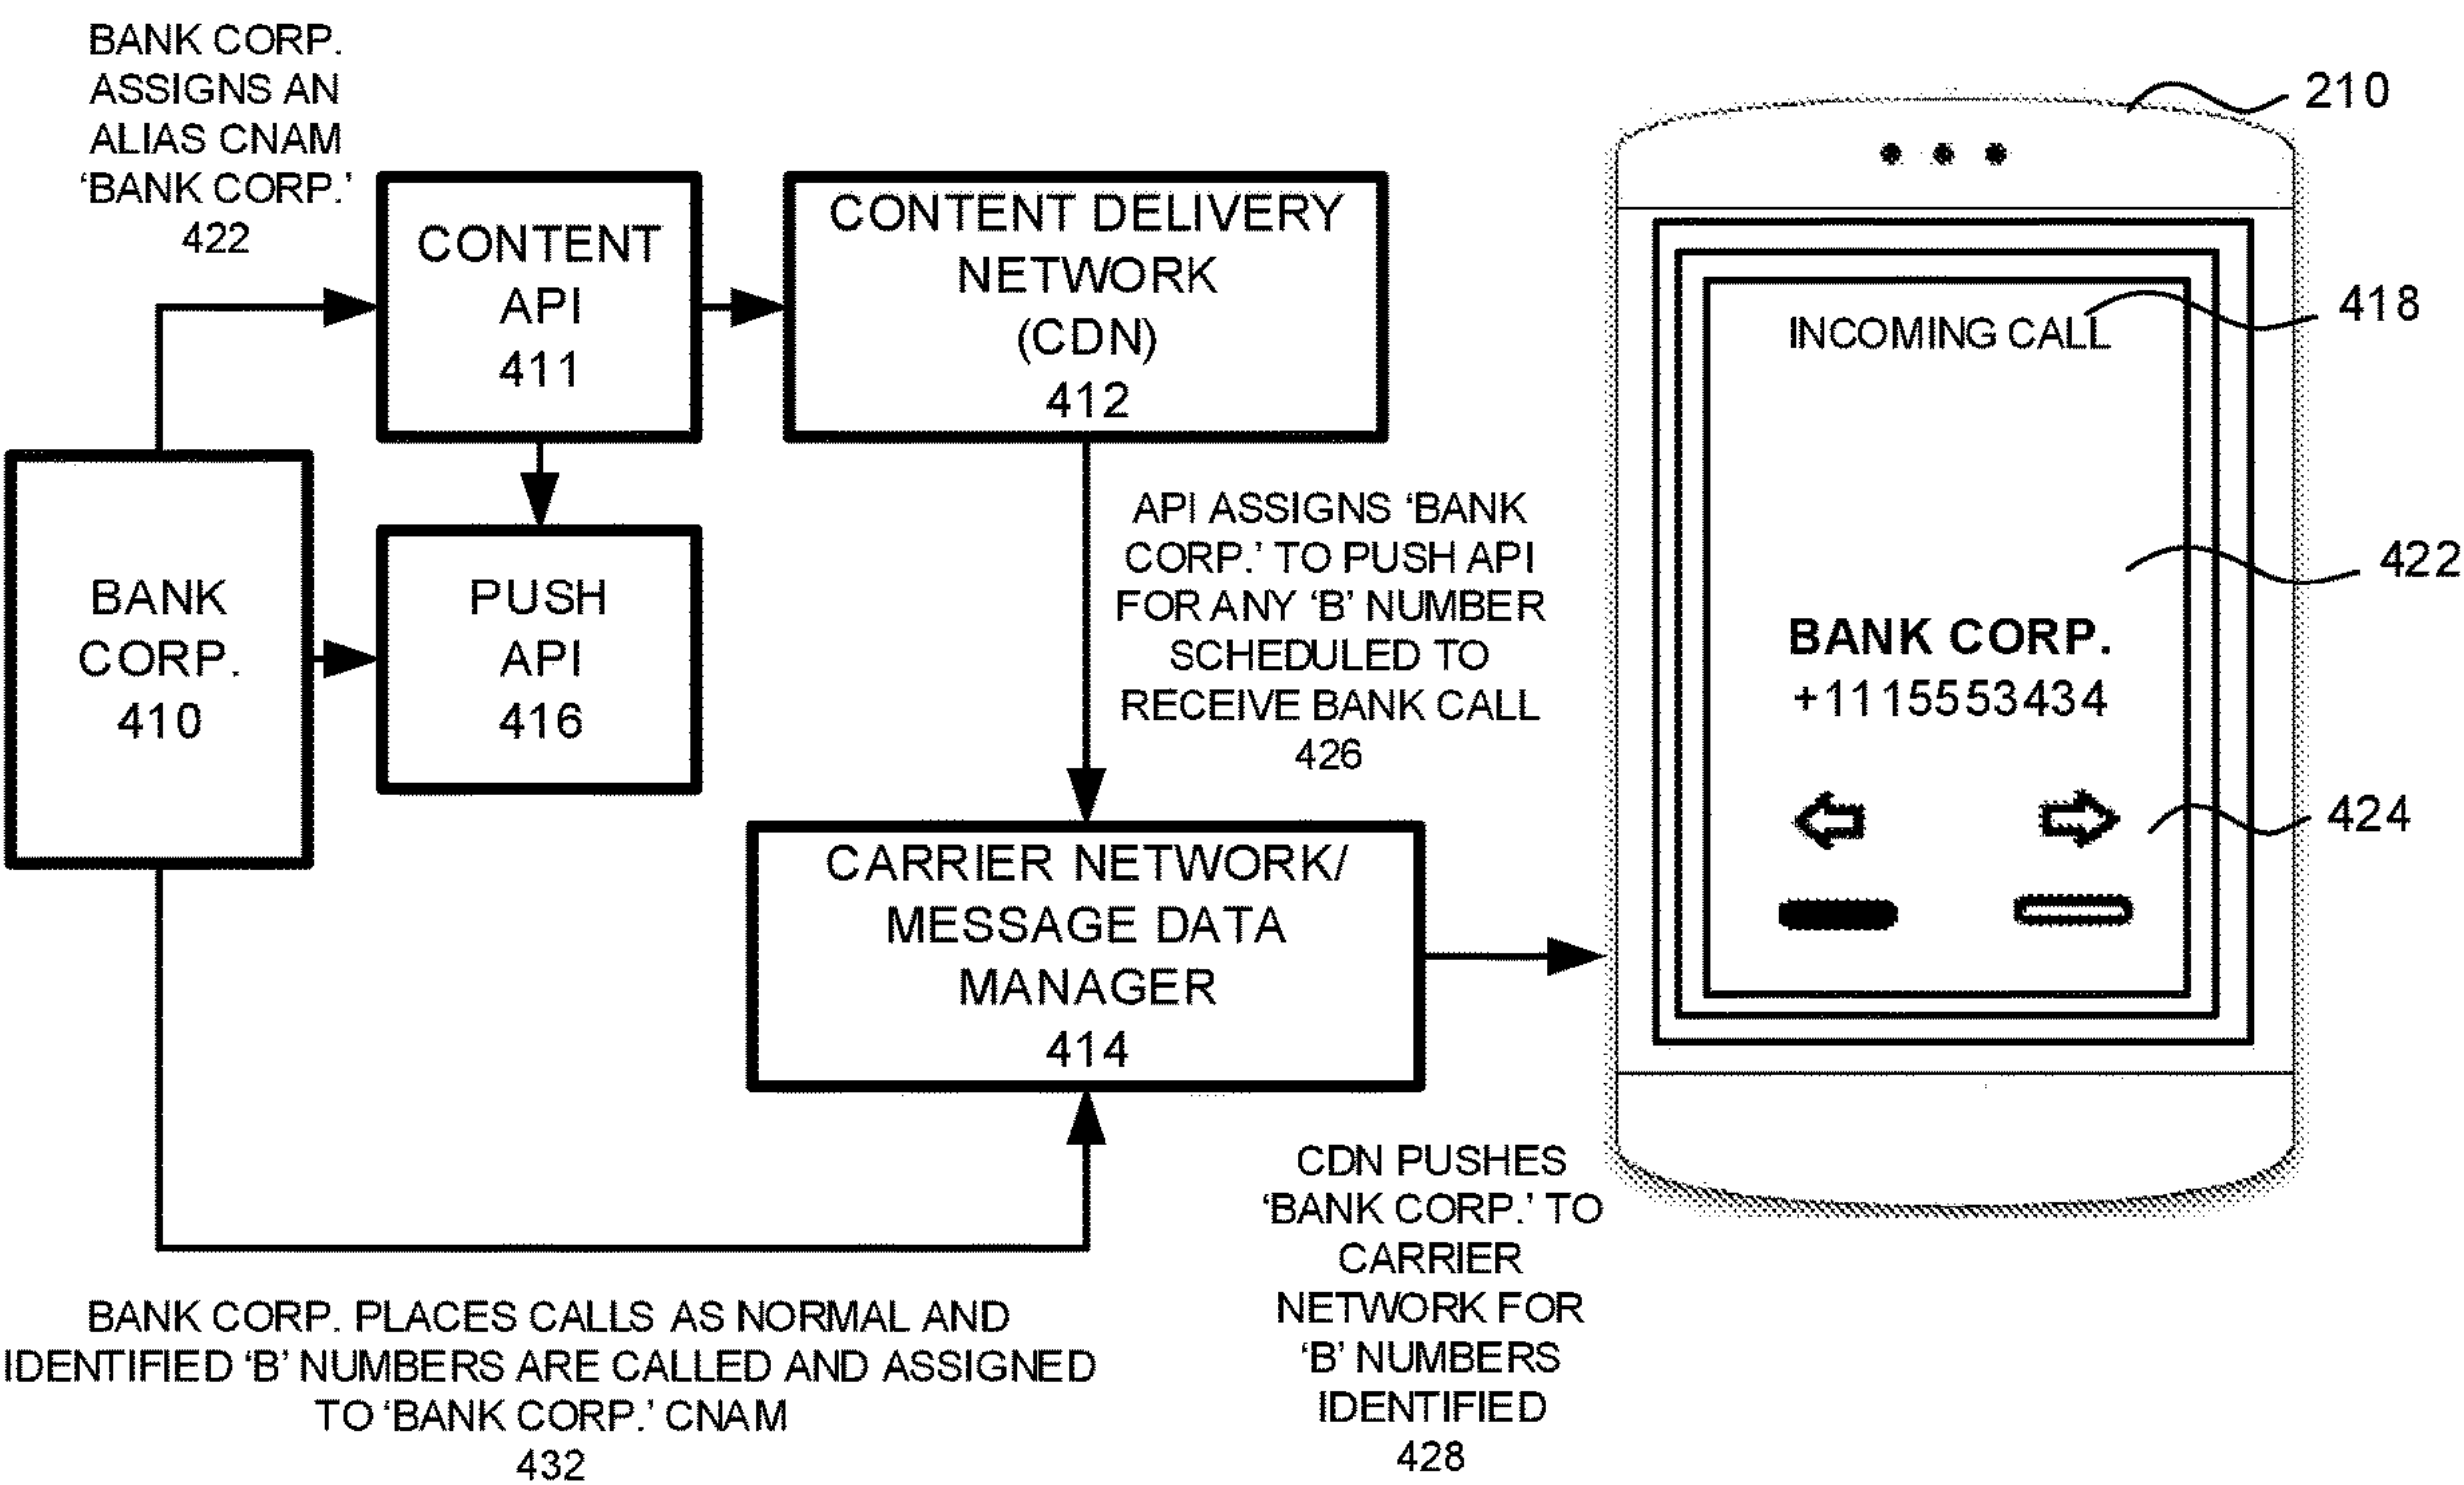 BANK CORP.
ASSIGNS AN
ALIAS CNAM
‘BANK CORP.’
422
CONTENT
API
411
CONTENT DELIVERY
NETWORK
(CDN)
412
BANK
CORP.
410
PUSH
API
416
API ASSIGNS ‘BANK
CORP.’ TO PUSH API
FOR ANY ‘B’ NUMBER
SCHEDULED TO
RECEIVE BANK CALL
426
CARRIER NETWORK/
MESSAGE DATA
MANAGER
414
BANK CORP. PLACES CALLS AS NORMAL AND
IDENTIFIED ‘B’ NUMBERS ARE CALLED AND ASSIGNED
TO ‘BANK CORP.’ CNAM
432
CDN PUSHES
‘BANK CORP.’ TO
CARRIER
NETWORK FOR
‘B’ NUMBERS
IDENTIFIED
428
210
INCOMING CALL
418
422
BANK CORP.
+1115553434
424